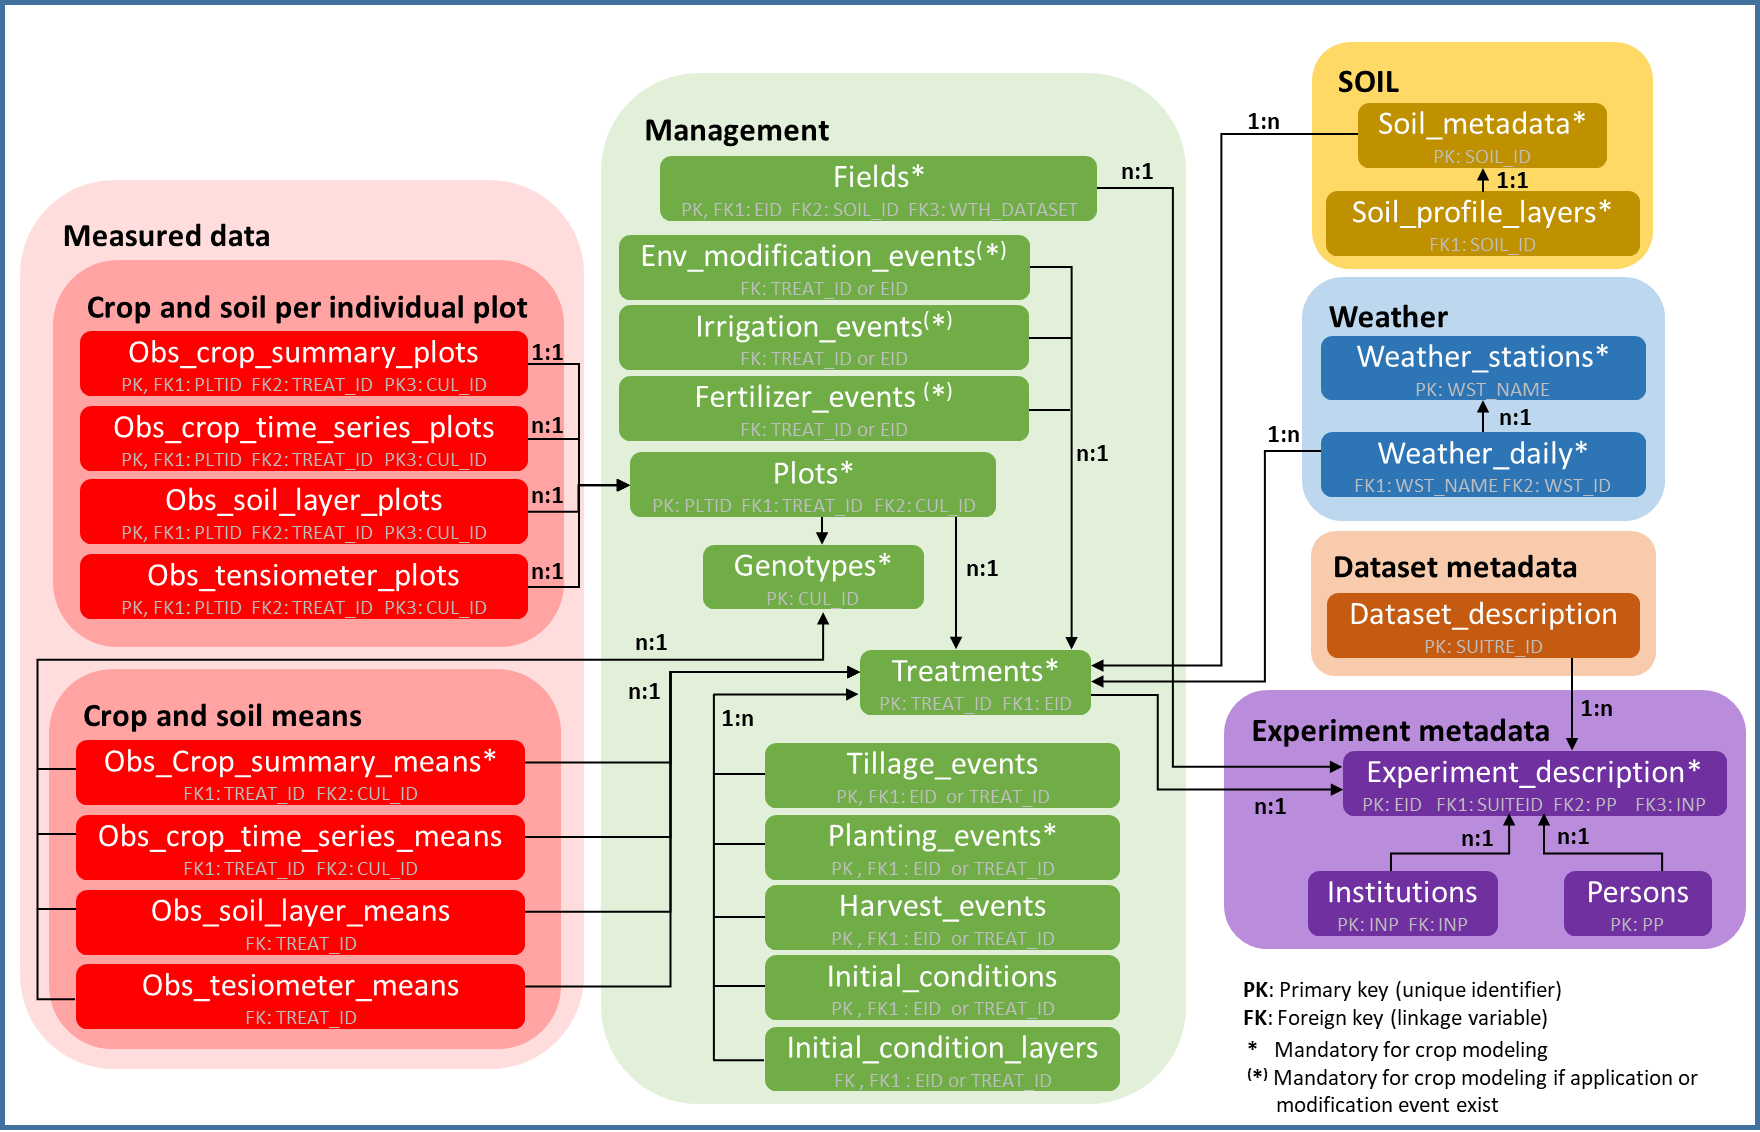 Measured data
Crop and soil per individual plot
Obs_crop_summary_plots
PK, FK1: PLTID FK2: TREAT_ID PK3: CUL_ID
1:1
Obs_crop_time_series_plots
PK, FK1: PLTID FK2: TREAT_ID PK3: CUL_ID
n:1
Obs_soil_layer_plots
PK, FK1: PLTID FK2: TREAT_ID PK3: CUL_ID
n:1
Obs_tensiometer_plots
PK, FK1: PLTID FK2: TREAT_ID PK3: CUL_ID
n:1
n:1
n:1
Crop and soil means
Obs_Crop_summary_means*
FK1: TREAT_ID FK2: CUL_ID
Obs_crop_time_series_means
FK1: TREAT_ID FK2: CUL_ID
Obs_soil_layer_means
FK: TREAT_ID
Obs_tesiometer_means
FK: TREAT_ID
Management
Fields*
PK, FK1: EID FK2: SOIL_ID FK3: WTH_DATASET
n:1
Env_modification_events(*)
FK: TREAT_ID or EID
Irrigation_events(*)
FK: TREAT_ID or EID
Fertilizer_events (*)
FK: TREAT_ID or EID
n:1
Plots*
PK: PLTID FK1: TREAT_ID FK2: CUL_ID
Genotypes*
PK: CUL_ID
n:1
Treatments*
PK: TREAT_ID FK1: EID
1:n
Tillage_events
PK, FK1: EID or TREAT_ID
Planting_events*
PK , FK1 : EID or TREAT_ID
Harvest_events
PK , FK1 : EID or TREAT_ID
Initial_conditions
PK , FK1 : EID or TREAT_ID
Initial_condition_layers
FK , FK1 : EID or TREAT_ID
SOIL
Soil_metadata*
PK: SOIL_ID
1:n
1:1
Soil_profile_layers*
FK1: SOIL_ID
Weather
Weather_stations*
PK: WST_NAME
n:1
1:n
Weather_daily*
FK1: WST_NAME FK2: WST_ID
Dataset metadata
Dataset_description
PK: SUITRE_ID
1:n
Experiment metadata
Experiment_description*
PK: EID FK1: SUITEID FK2: PP FK3: INP
n:1
n:1
n:1
Institutions
PK: INP FK: INP
Persons
PK: PP
PK: Primary key (unique identifier)
FK: Foreign key (linkage variable)
* Mandatory for crop modeling
(*) Mandatory for crop modeling if application or
modification event exist